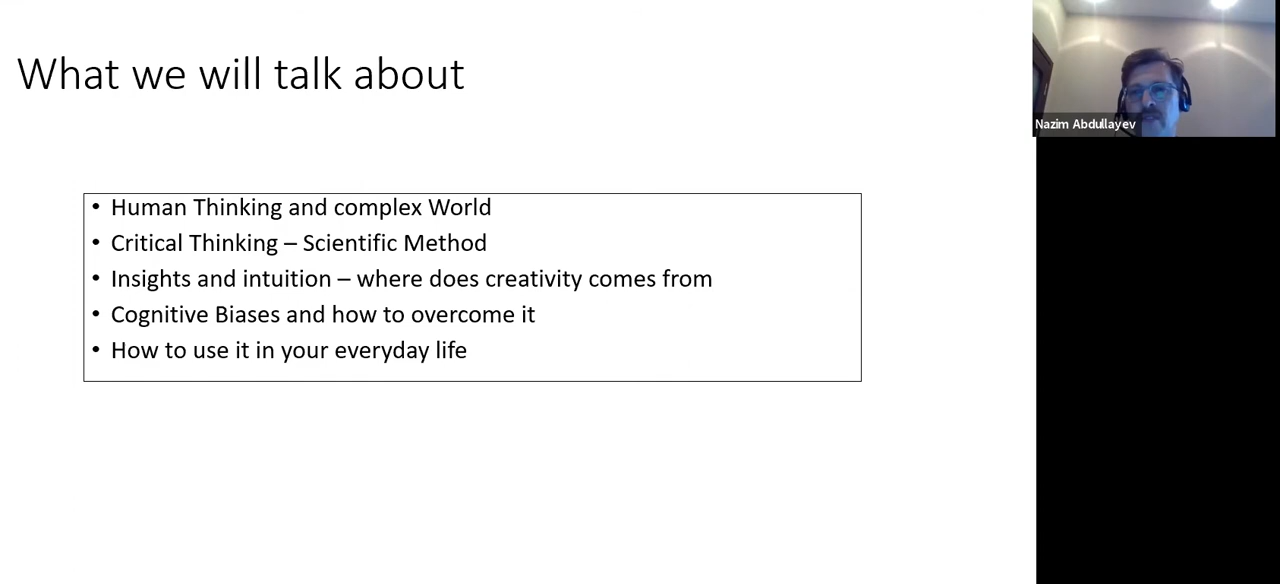 What we will talk about
• Human Thinking and complex World
• Critical Thinking – Scientific Method
• Insights and intuition – where does creativity comes from
• Cognitive Biases and how to overcome it
• How to use it in your everyday life
Nazim Abdullayev